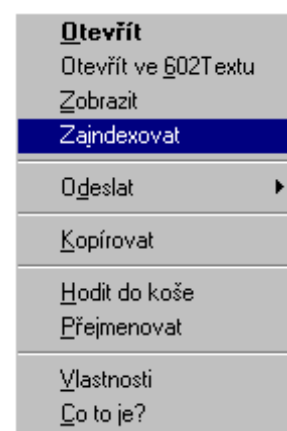 Otevřít
Otevřít ve 602Textu
Zobrazit
Zaindexovat
Odeslat
Kopírovat
Hodit do koše
Přejmenovat
Vlastnosti
Co to je?